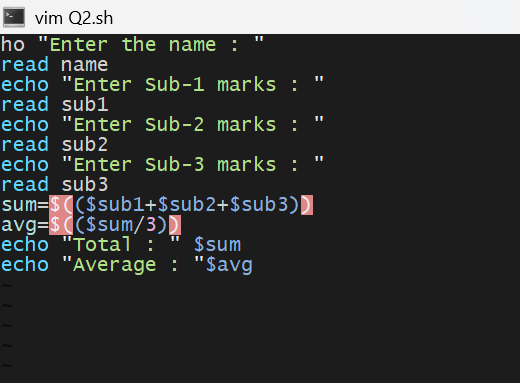 vim Q2.sh
ho "Enter the name : "
read name
echo "Enter Sub-1 marks : "
read sub1
echo "Enter Sub-2 marks : "
read sub2
echo "Enter Sub-3 marks : "
read sub3
sum=$(($sub1+$sub2+$sub3))
avg=$(($sum/3))
echo "Total : " $sum
echo "Average : "$avg
~
~
~
~
~